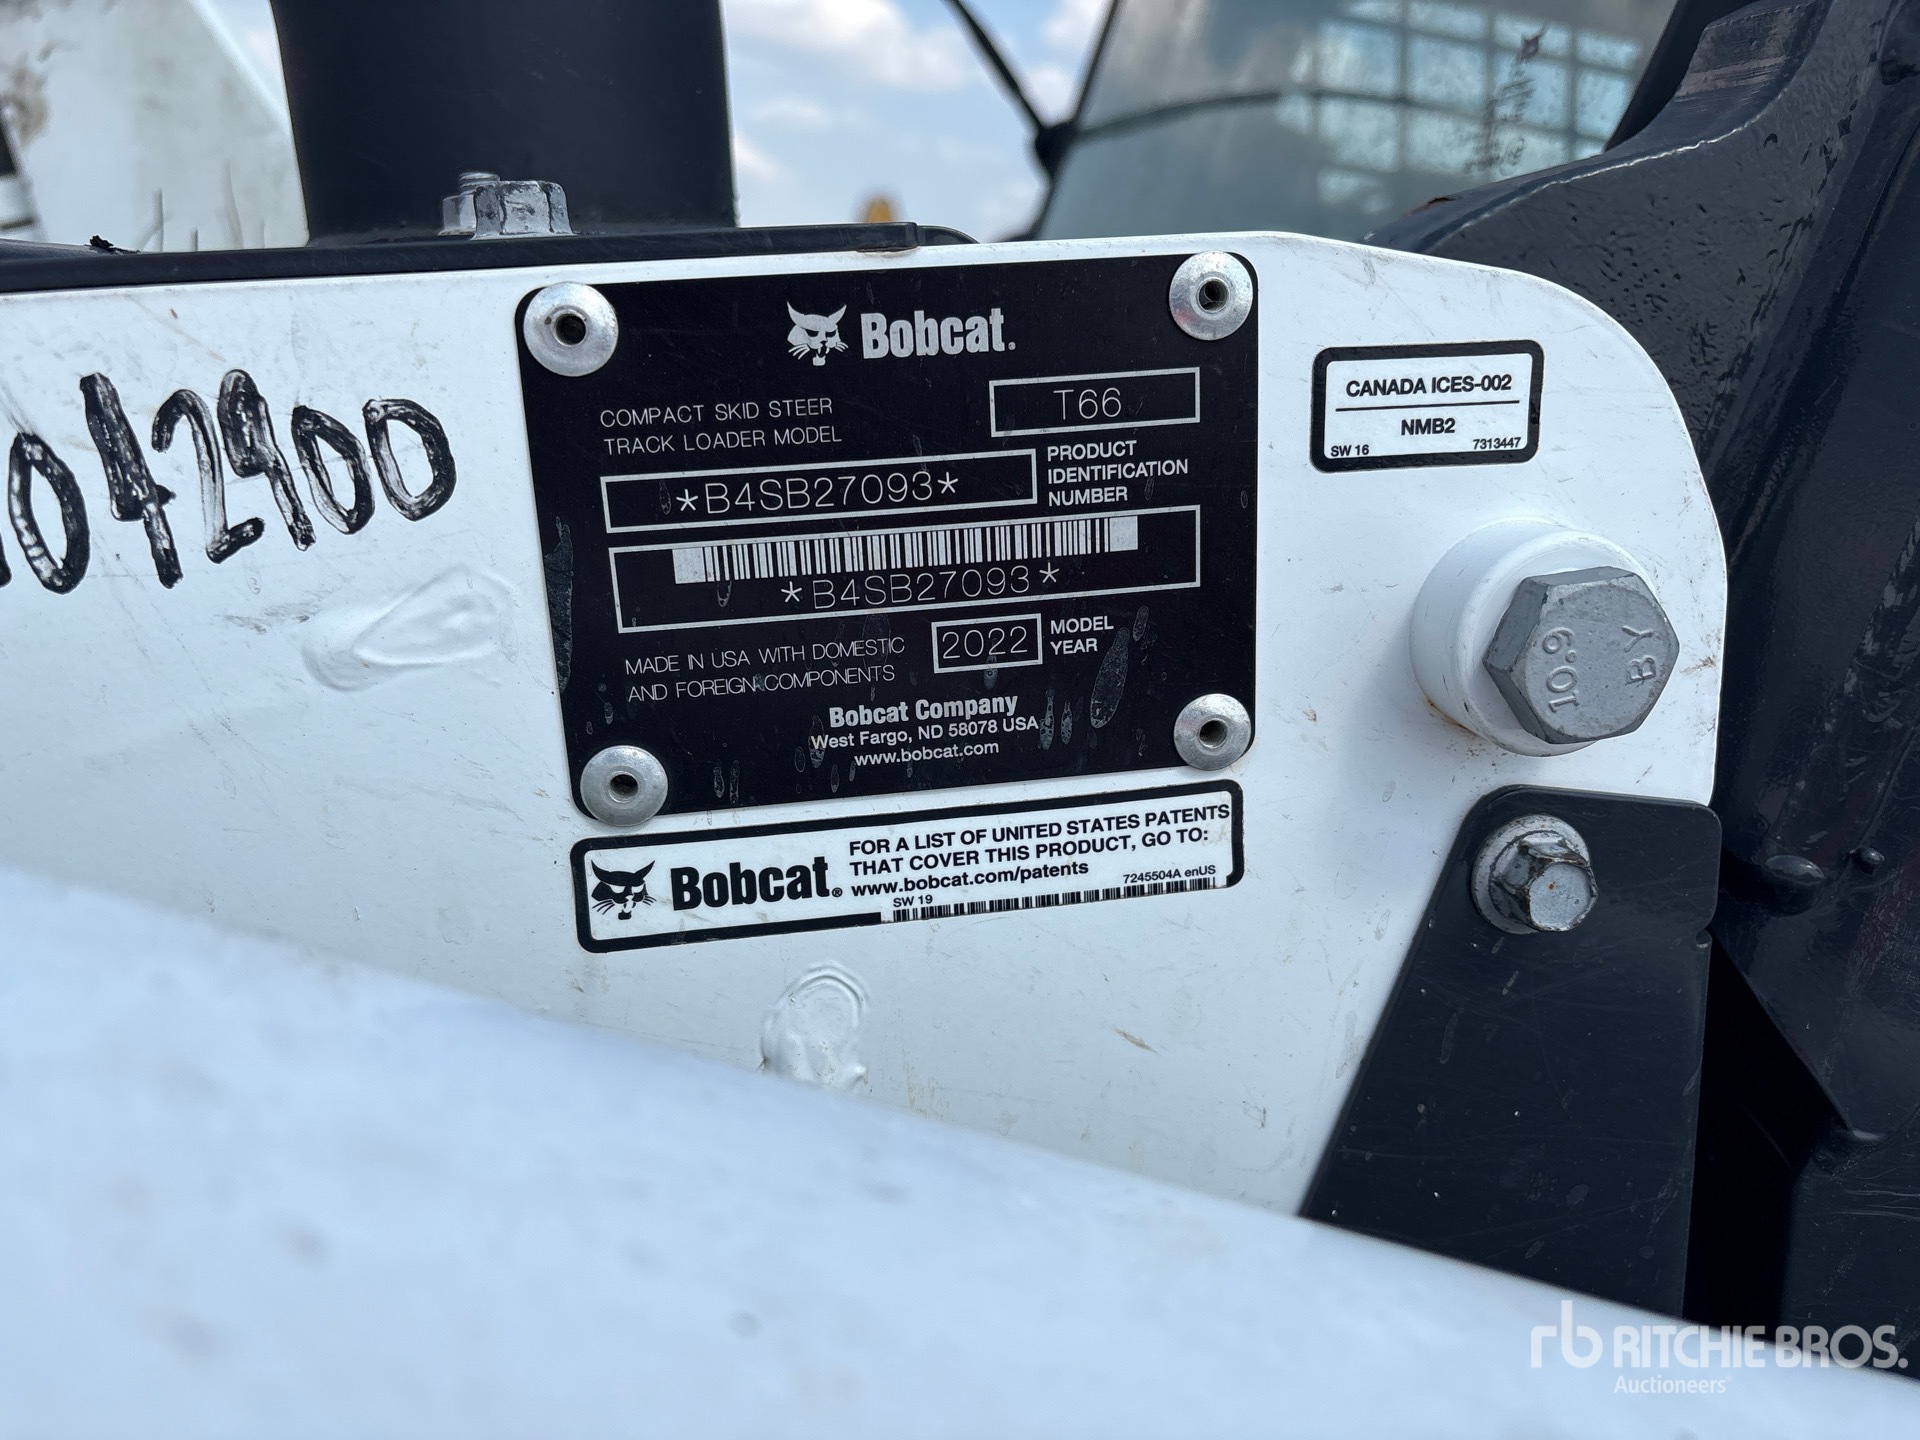 Bobcat®
COMPACT SKID STEER
TRACK LOADER MODEL
T66
*B4SB27093*
PRODUCT
IDENTIFICATION
NUMBER
*B4SB27093*
MADE IN USA WITH DOMESTIC
AND FOREIGN COMPONENTS
2022
MODEL
YEAR
Bobcat Company
West Fargo, ND 58078 USA
www.bobcat.com
CANADA ICES-002
NMB2
SW 16 7313447
042900
10.9
BY
Bobcat®
FOR A LIST OF UNITED STATES PATENTS
THAT COVER THIS PRODUCT, GO TO:
www.bobcat.com/patents
7245504A enUS
SW 19
rb RITCHIE BROS.
Auctioneers